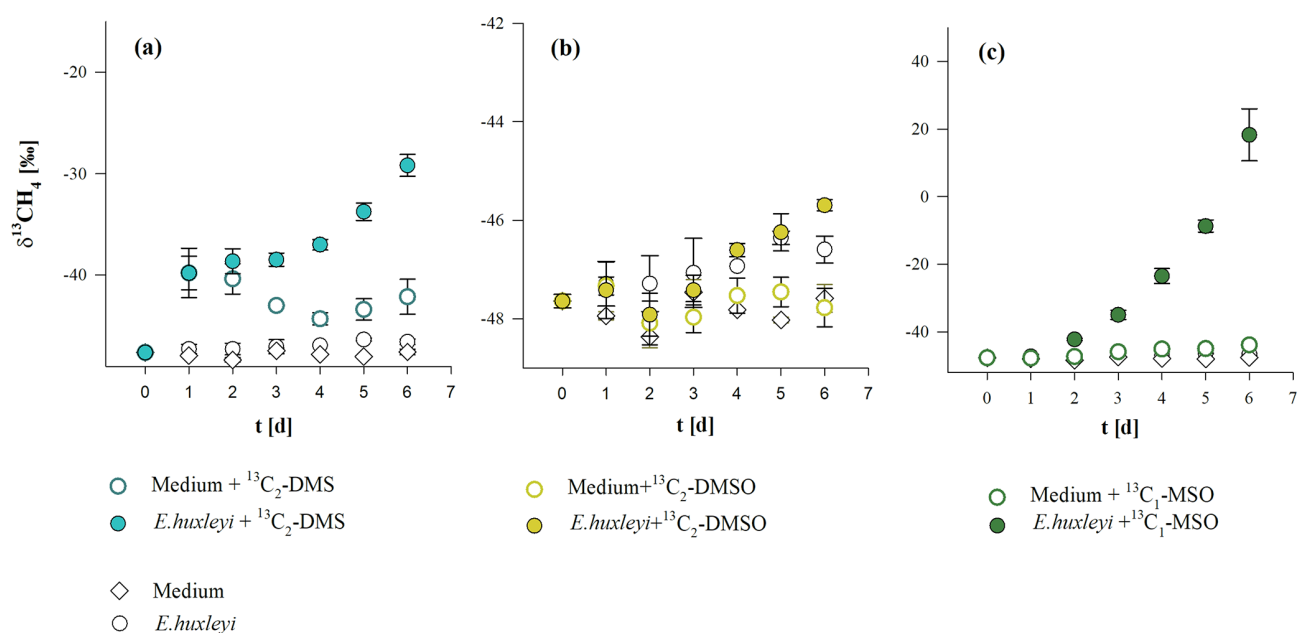 (a)
(b)
(c)
δ¹³CH₄ [‰]
-20
-30
-40
0 1 2 3 4 5 6 7
t [d]
-42
-44
-46
-48
0 1 2 3 4 5 6 7
t [d]
40
20
0
-20
-40
0 1 2 3 4 5 6 7
t [d]
Medium + ¹³C₂-DMS
E.huxleyi + ¹³C₂-DMS
Medium
E.huxleyi
Medium+¹³C₂-DMSO
E.huxleyi+¹³C₂-DMSO
Medium + ¹³C₁-MSO
E.huxleyi +¹³C₁-MSO